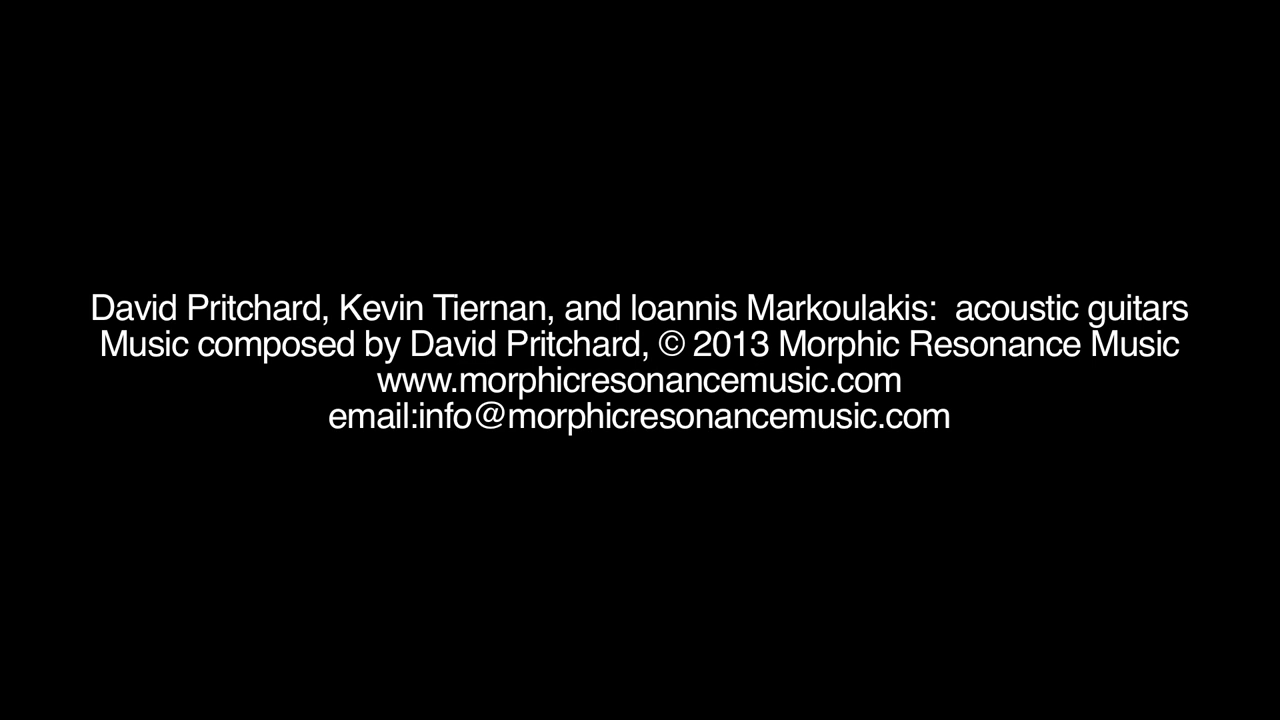 David Pritchard, Kevin Tiernan, and Ioannis Markoulakis:  acoustic guitars
Music composed by David Pritchard, © 2013 Morphic Resonance Music
www.morphicresonancemusic.com
email:info@morphicresonancemusic.com